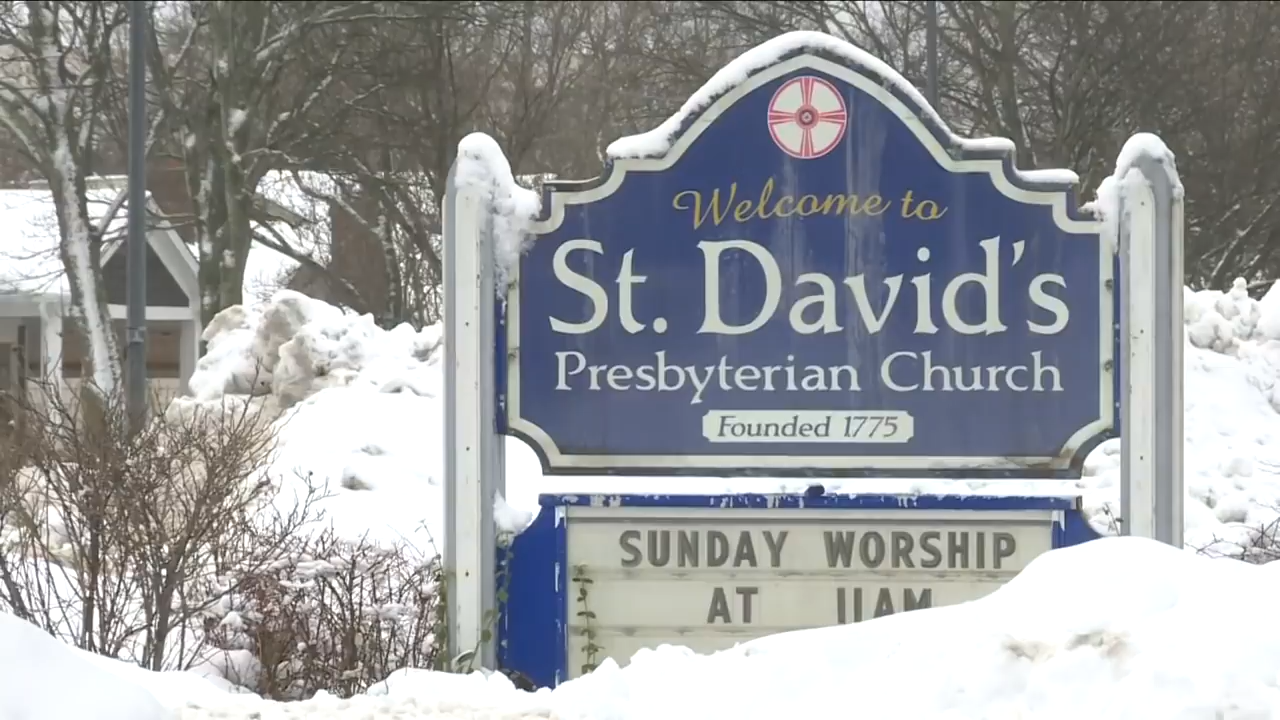 Welcome to
St. David's
Presbyterian Church
Founded 1775
SUNDAY WORSHIP
AT 11AM